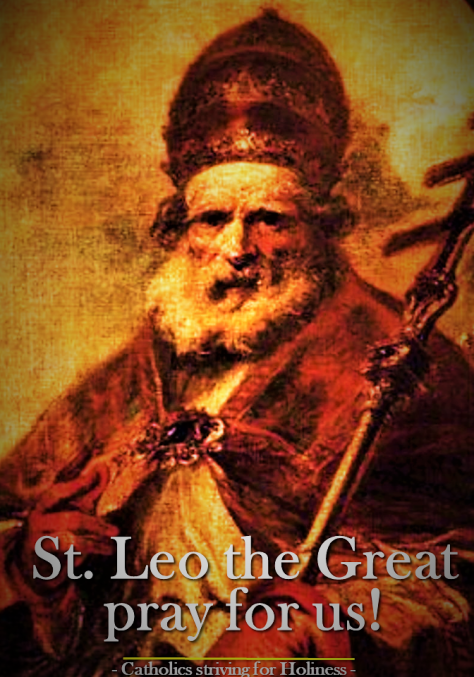 St. Leo the Great
pray for us!
- Catholics striving for Holiness -